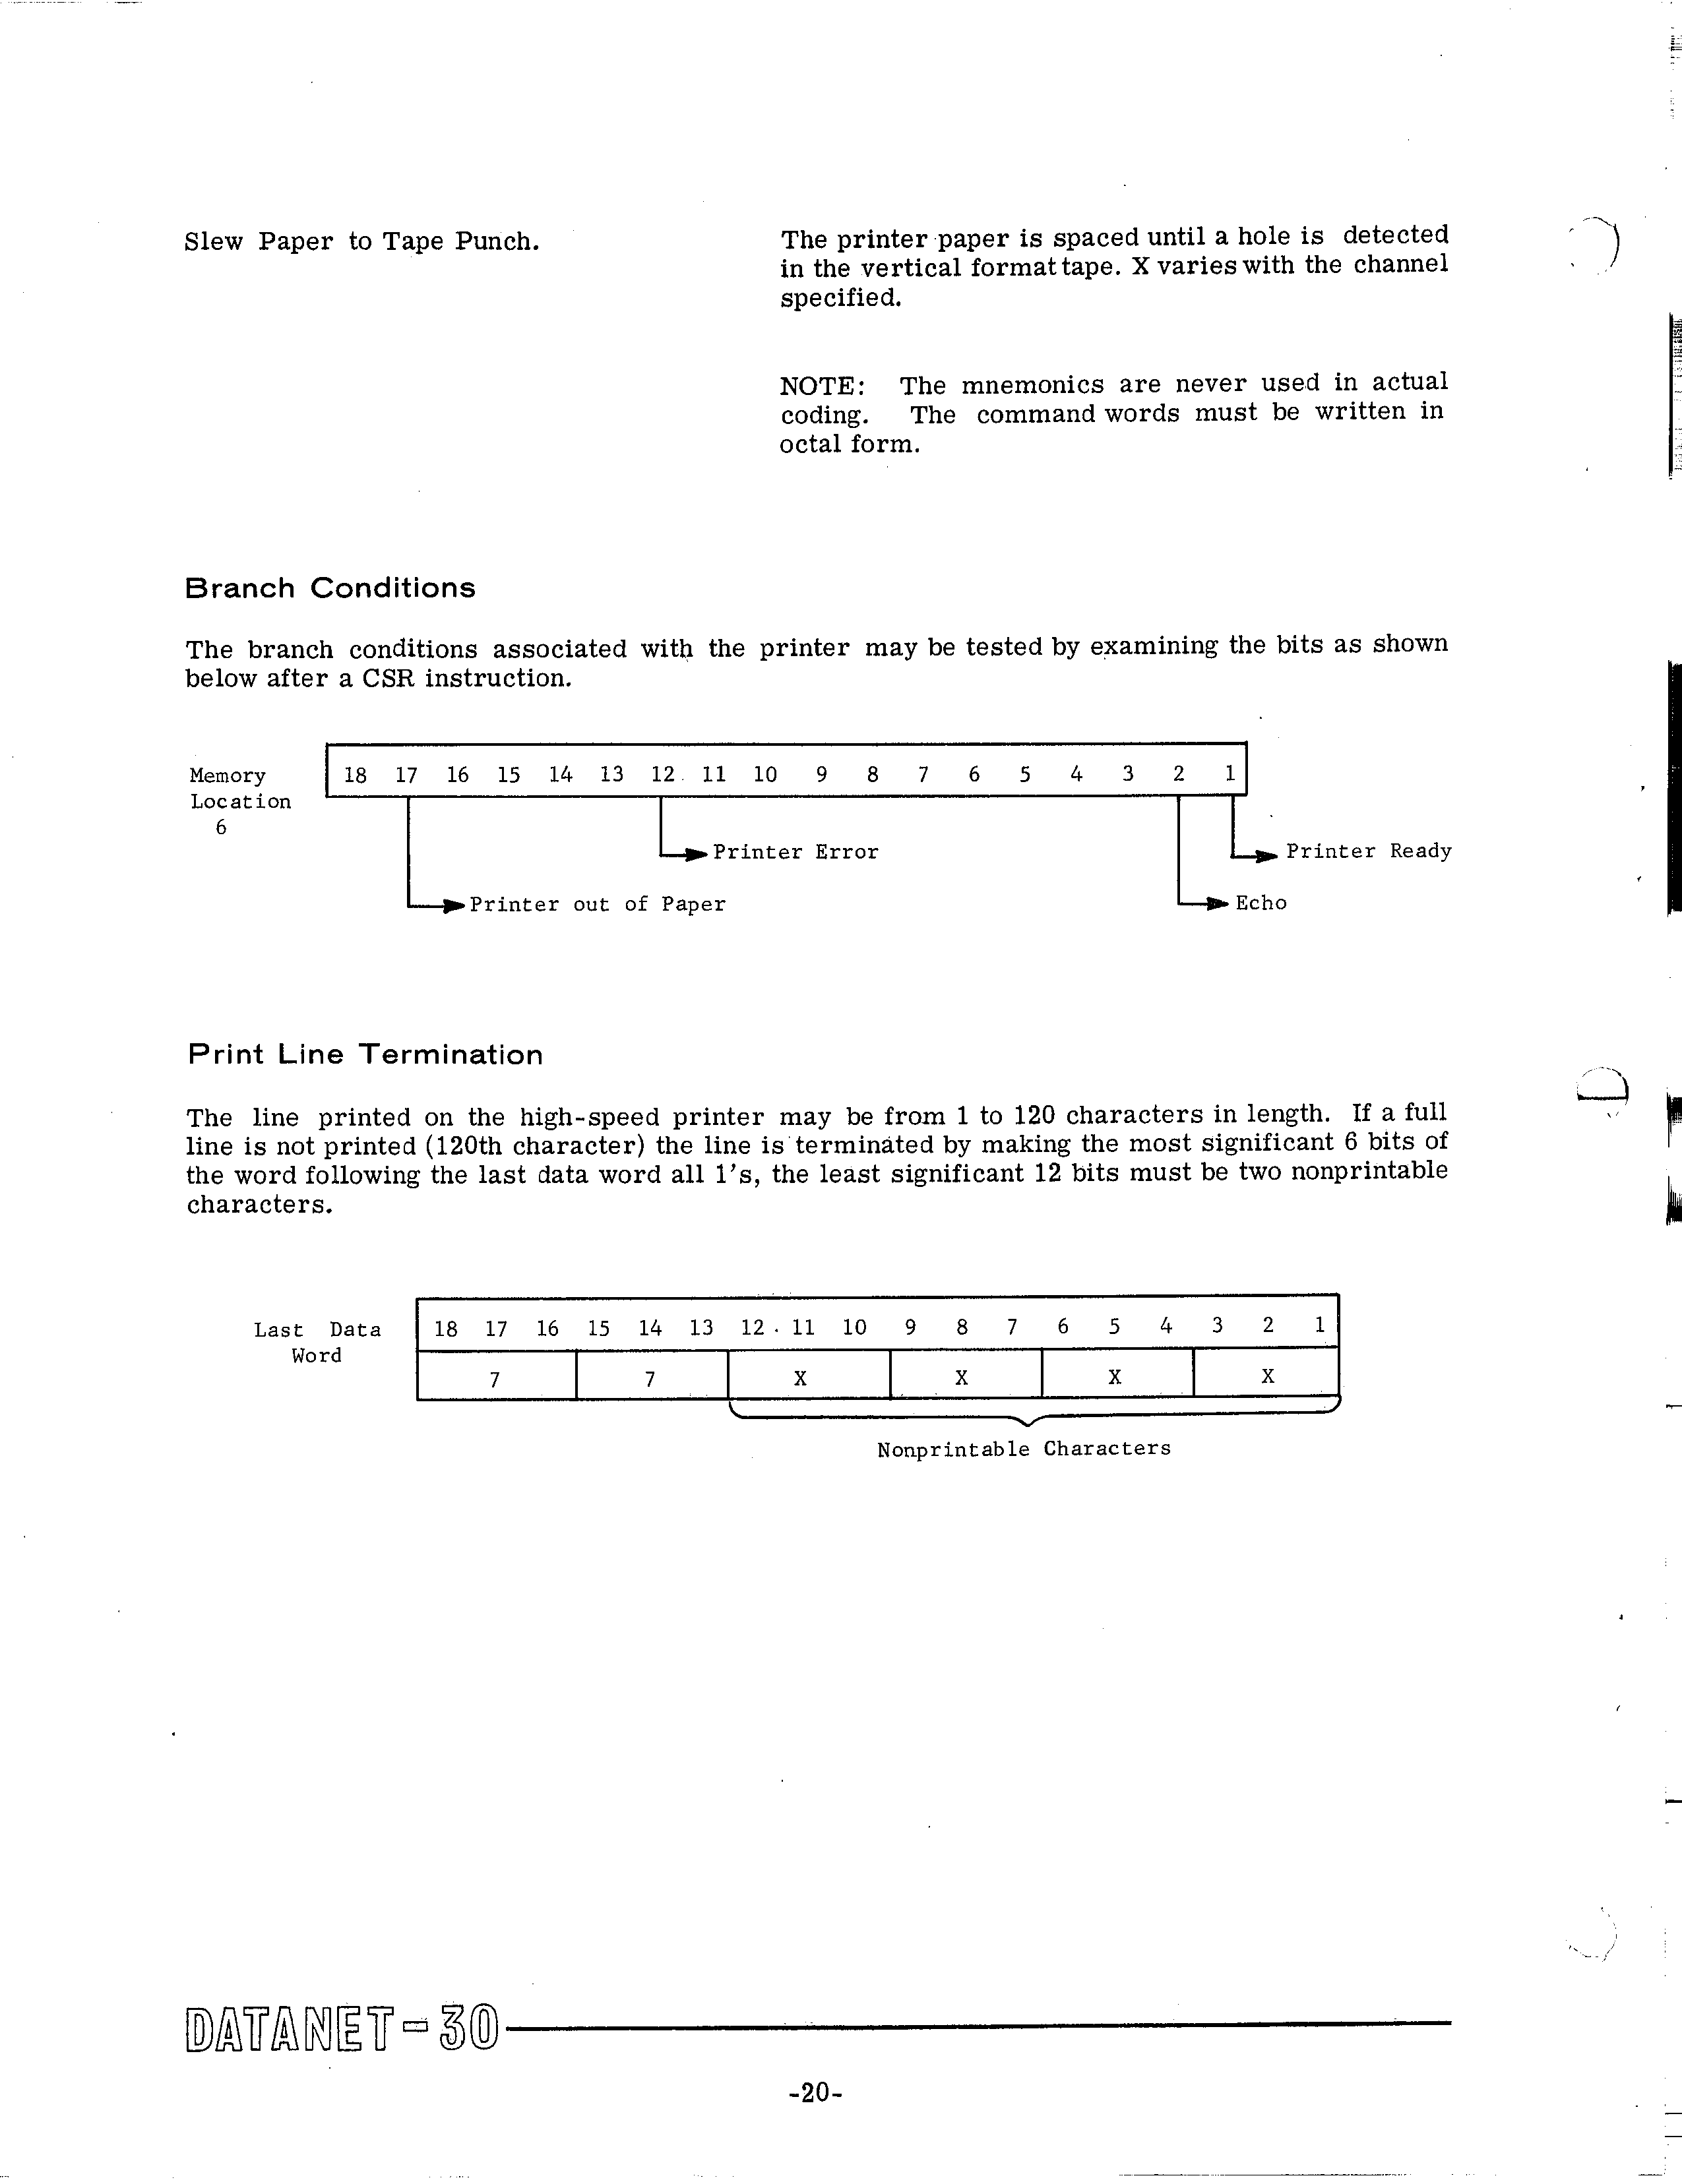 Slew Paper to Tape Punch.
The printer paper is spaced until a hole is detected
in the vertical format tape. X varies with the channel
specified.
NOTE: The mnemonics are never used in actual
coding. The command words must be written in
octal form.
Branch Conditions
The branch conditions associated with the printer may be tested by examining the bits as shown
below after a CSR instruction.
Memory
Location
6
18 17 16 15 14 13 12 11 10 9 8 7 6 5 4 3 2 1
Printer Error
Printer Ready
Printer out of Paper
Echo
Print Line Termination
The line printed on the high-speed printer may be from 1 to 120 characters in length. If a full
line is not printed (120th character) the line is terminated by making the most significant 6 bits of
the word following the last data word all 1's, the least significant 12 bits must be two nonprintable
characters.
Last Data
Word
18 17 16 15 14 13 12 11 10 9 8 7 6 5 4 3 2 1
7 7 X X X X
Nonprintable Characters
DATANET-30
-20-